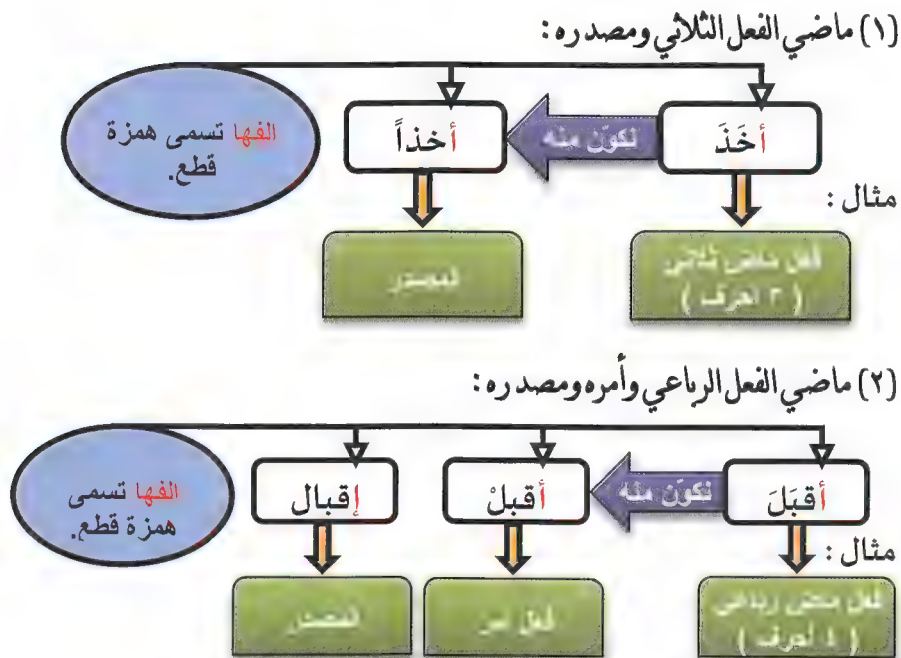 (١) ماضي الفعل الثلاثي ومصدره :
أخَذَ
نكوّن منه
أخذاً
الفها تسمى همزة
قطع.
مثال :
فعل ماض ثلاثي
( ٣ أحرف )
المصدر
(٢) ماضي الفعل الرباعي وأمره ومصدره :
أقبَلَ
نكوّن منه
أقبلْ
إقبال
الفها تسمى
همزة قطع.
مثال :
فعل ماض رباعي
( ٤ أحرف )
فعل أمر
المصدر